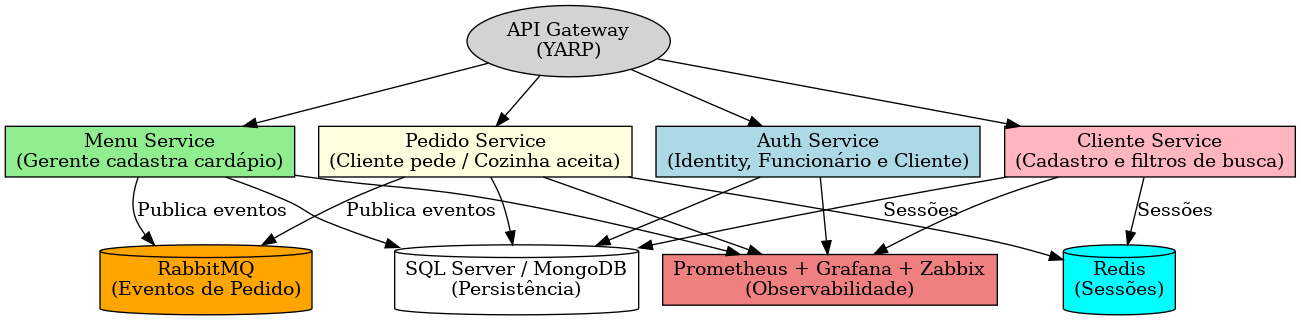 API Gateway
(YARP)
Menu Service
(Gerente cadastra cardápio)
Pedido Service
(Cliente pede / Cozinha aceita)
Auth Service
(Identity, Funcionário e Cliente)
Cliente Service
(Cadastro e filtros de busca)
Publica eventos
Publica eventos
Sessões
Sessões
RabbitMQ
(Eventos de Pedido)
SQL Server / MongoDB
(Persistência)
Prometheus + Grafana + Zabbix
(Observabilidade)
Redis
(Sessões)